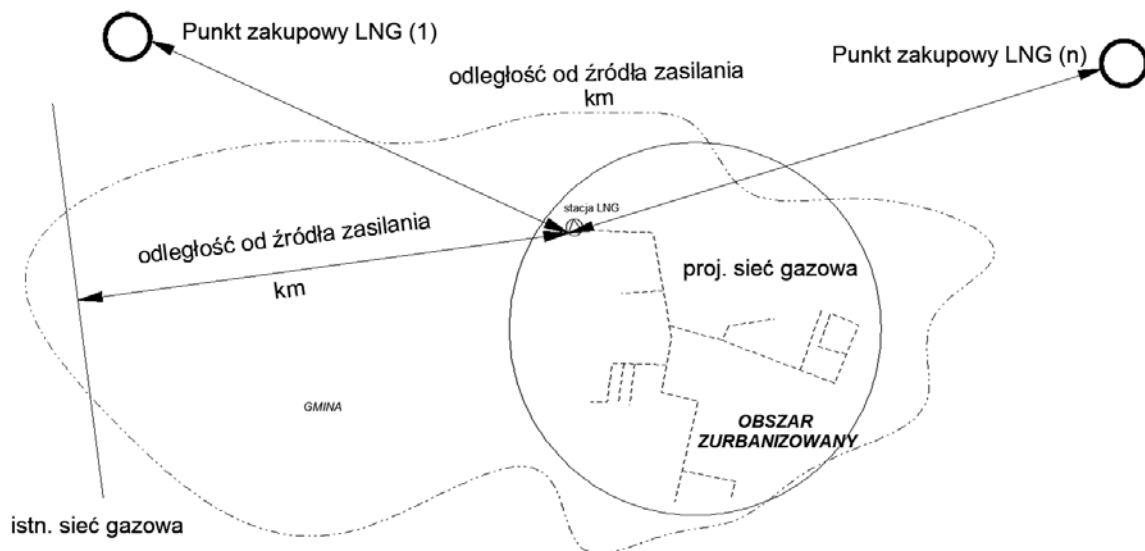 Punkt zakupowy LNG (1)
Punkt zakupowy LNG (n)
odległość od źródła zasilania
km
stacja LNG
odległość od źródła zasilania
km
proj. sieć gazowa
GMINA
OBSZAR
ZURBANIZOWANY
istn. sieć gazowa